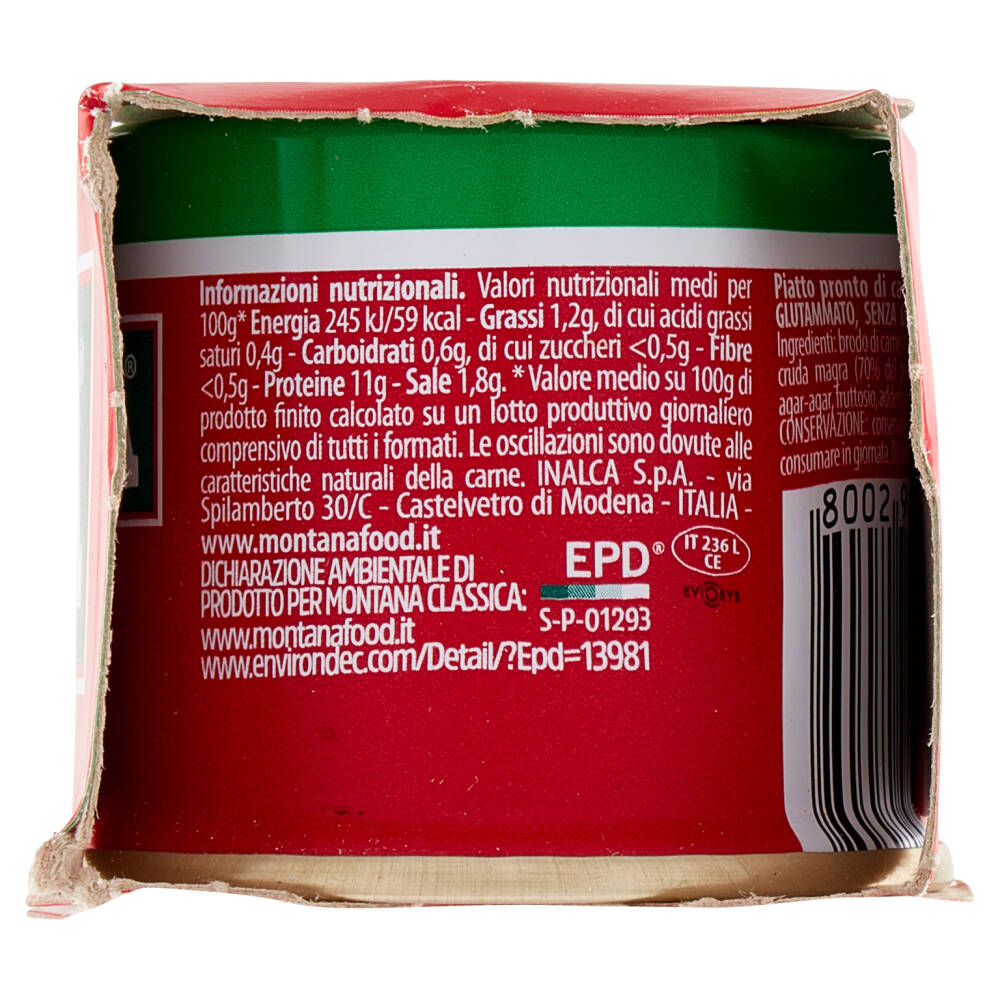 Informazioni nutrizionali. Valori nutrizionali medi per
100g* Energia 245 kJ/59 kcal - Grassi 1,2g, di cui acidi grassi
saturi 0,4g - Carboidrati 0,6g, di cui zuccheri <0,5g - Fibre
<0,5g - Proteine 11g - Sale 1,8g. * Valore medio su 100g di
prodotto finito calcolato su un lotto produttivo giornaliero
comprensivo di tutti i formati. Le oscillazioni sono dovute alle
caratteristiche naturali della carne. INALCA S.p.A. - via
Spilamberto 30/C - Castelvetro di Modena - ITALIA -
www.montanafood.it
DICHIARAZIONE AMBIENTALE DI
PRODOTTO PER MONTANA CLASSICA:
www.montanafood.it
www.environdec.com/Detail/?Epd=13981
EPD®
S-P-01293
IT 236 L
CE
EVIOSYS
Piatto pronto di
GLUTAMMATO, SENZA
Ingredienti: brodo di
cruda magra (70%
agar-agar, fruttosio,
CONSERVAZIONE:
consumare in giornata.
8002
®